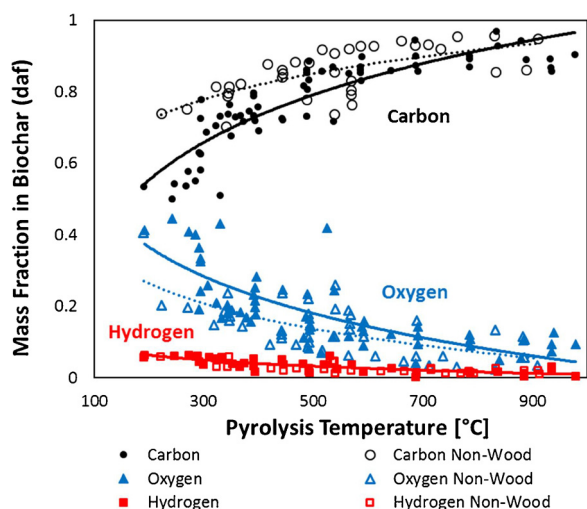 1
0.8
0.6
0.4
0.2
0
Mass Fraction in Biochar (daf)
Carbon
Oxygen
Hydrogen
100 300 500 700 900
Pyrolysis Temperature [°C]
Carbon Carbon Non-Wood
Oxygen Oxygen Non-Wood
Hydrogen Hydrogen Non-Wood